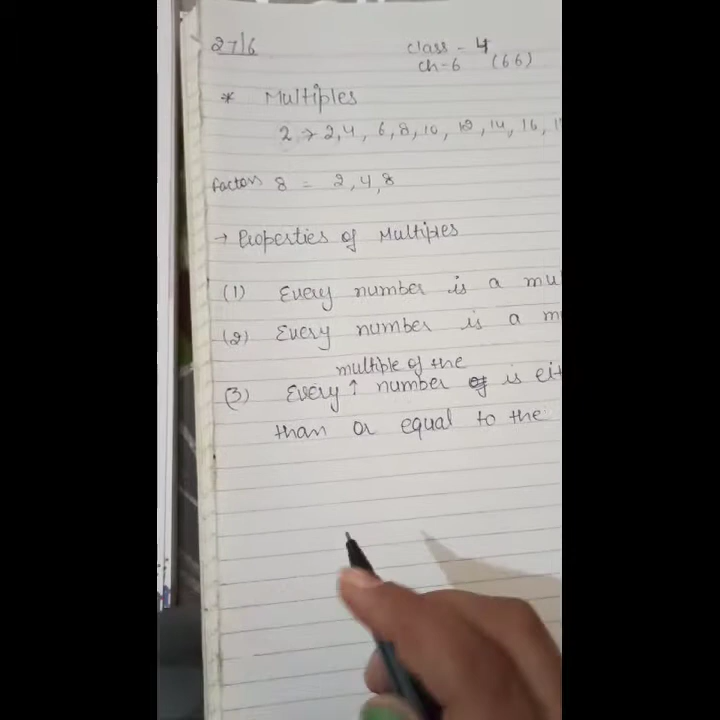 27/6
class - 4
ch-6 (66)
* Multiples
2 → 2,4, 6, 8, 10, 12, 14, 16,
factors 8 = 2, 4, 8
→ Properties of Multiples
(1) Every number is a mul
(2) Every number is a m
multiple of the
(3) Every ↑ number of is eit
than or equal to the